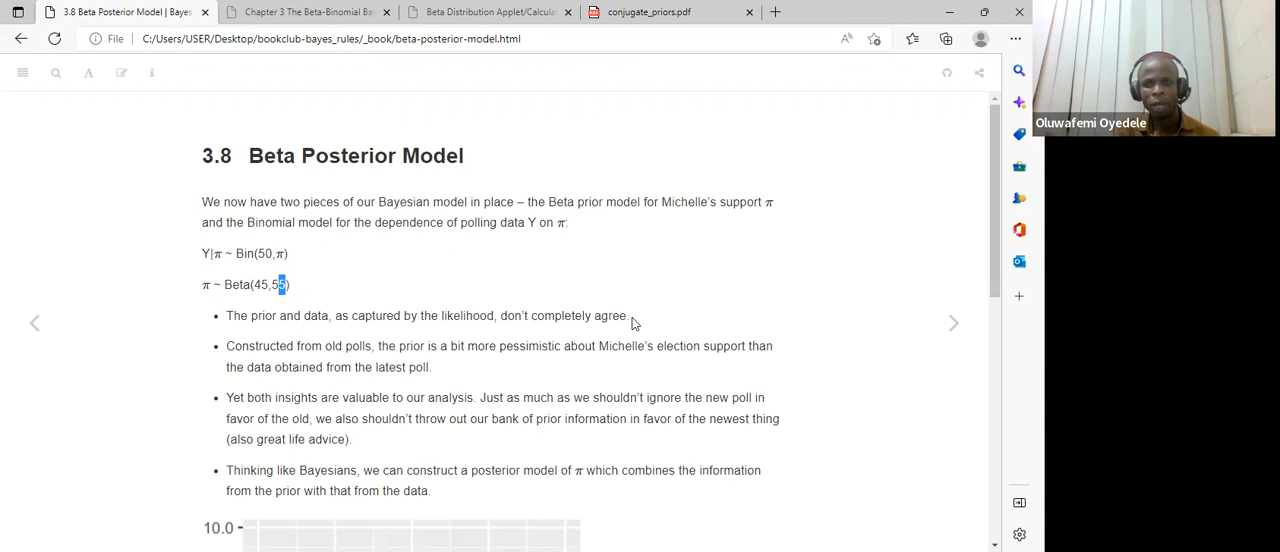 3.8 Beta Posterior Model | Bayes
Chapter 3 The Beta-Binomial Ba
Beta Distribution Applet/Calcula
conjugate_priors.pdf
File
C:/Users/USER/Desktop/bookclub-bayes_rules/_book/beta-posterior-model.html
Oluwafemi Oyedele
3.8 Beta Posterior Model
We now have two pieces of our Bayesian model in place – the Beta prior model for Michelle's support π
and the Binomial model for the dependence of polling data Y on π:
Y|π ~ Bin(50,π)
π ~ Beta(45,55)
• The prior and data, as captured by the likelihood, don't completely agree.
• Constructed from old polls, the prior is a bit more pessimistic about Michelle's election support than
the data obtained from the latest poll.
• Yet both insights are valuable to our analysis. Just as much as we shouldn't ignore the new poll in
favor of the old, we also shouldn't throw out our bank of prior information in favor of the newest thing
(also great life advice).
• Thinking like Bayesians, we can construct a posterior model of π which combines the information
from the prior with that from the data.
10.0